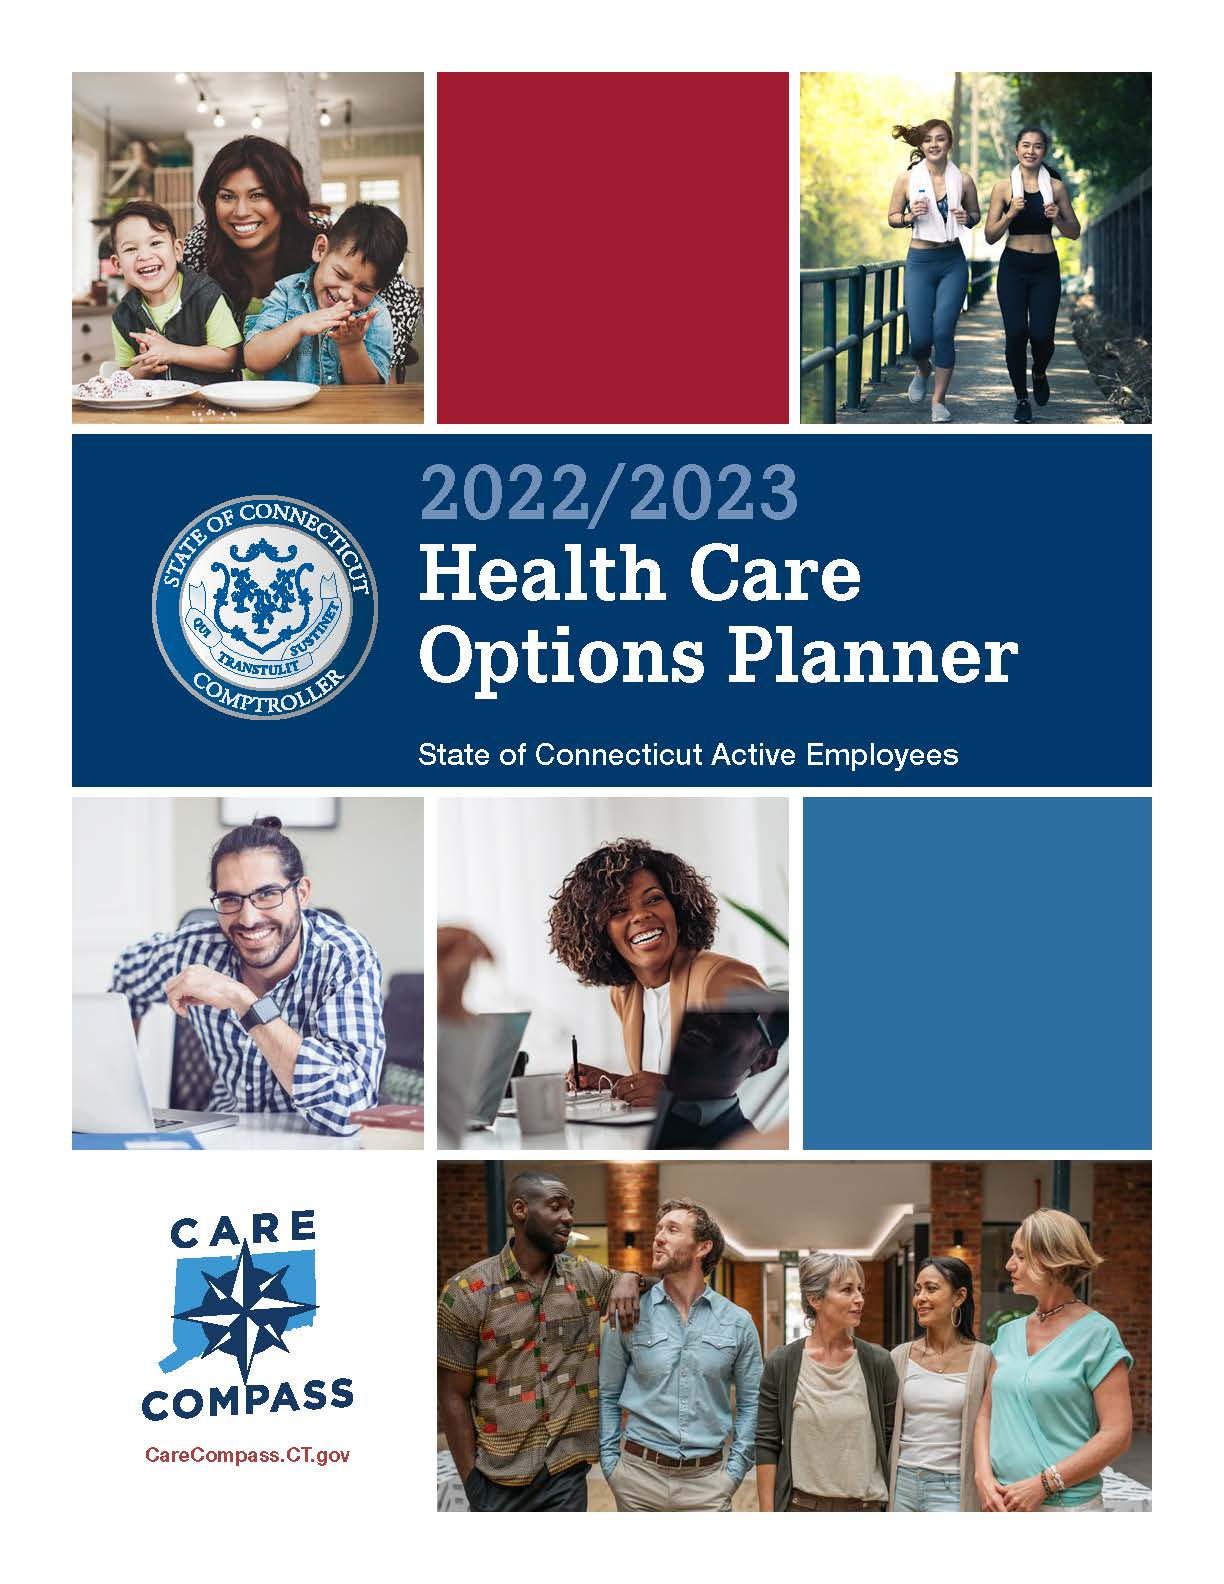 2022/2023
Health Care
Options Planner
State of Connecticut Active Employees
STATE OF CONNECTICUT
QUI
TRANSTULIT
SUSTINET
COMPTROLLER
CARE
COMPASS
CareCompass.CT.gov